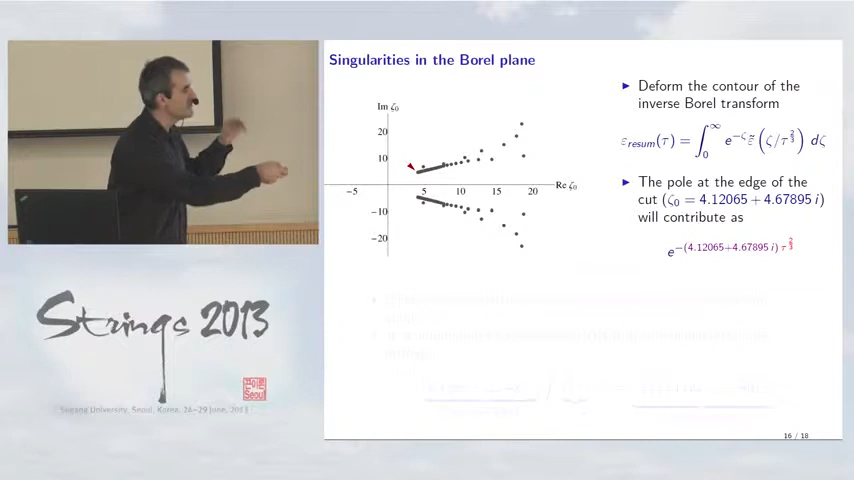 Singularities in the Borel plane
Im ζ₀
20
10
−10
−20
−5
5
10
15
20
Re ζ₀
▶ Deform the contour of the
inverse Borel transform
ε_resum(τ) = ∫₀^∞ e^{−ζ} ε̃ (ζ/τ^{2/3}) dζ
▶ The pole at the edge of the
cut (ζ₀ = 4.12065 + 4.67895 i)
will contribute as
e^{−(4.12065+4.67895 i) τ^{2/3}}
16 / 18
Strings 2013
Seoul
Sogang University, Seoul, Korea, 24-29 June, 2013